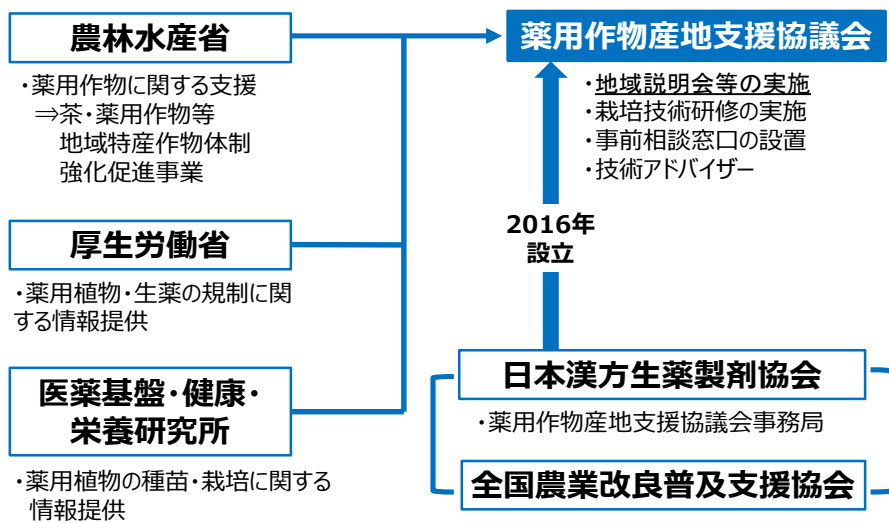 農林水産省
・薬用作物に関する支援
⇒茶・薬用作物等
地域特産作物体制
強化促進事業
厚生労働省
・薬用植物・生薬の規制に関
する情報提供
医薬基盤・健康・
栄養研究所
・薬用植物の種苗・栽培に関する
情報提供
薬用作物産地支援協議会
・地域説明会等の実施
・栽培技術研修の実施
・事前相談窓口の設置
・技術アドバイザー
2016年
設立
日本漢方生薬製剤協会
・薬用作物産地支援協議会事務局
全国農業改良普及支援協会